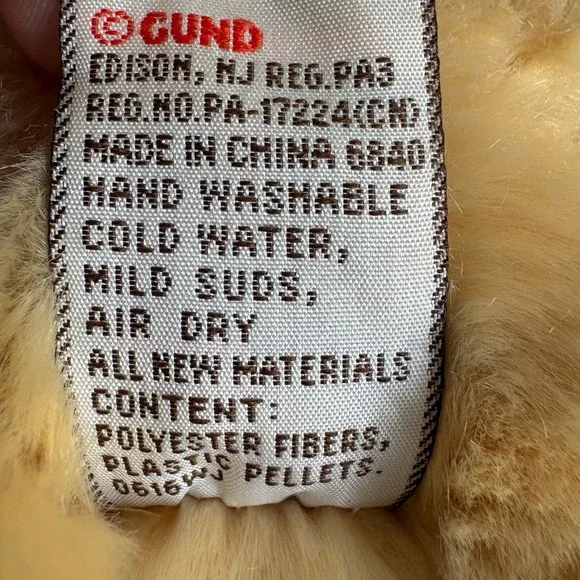 © GUND
EDISON, NJ REG.PA3
REG.NO.PA-17224(CN)
MADE IN CHINA 6840
HAND WASHABLE
COLD WATER,
MILD SUDS,
AIR DRY
ALL NEW MATERIALS
CONTENT:
POLYESTER FIBERS,
PLASTIC PELLETS.